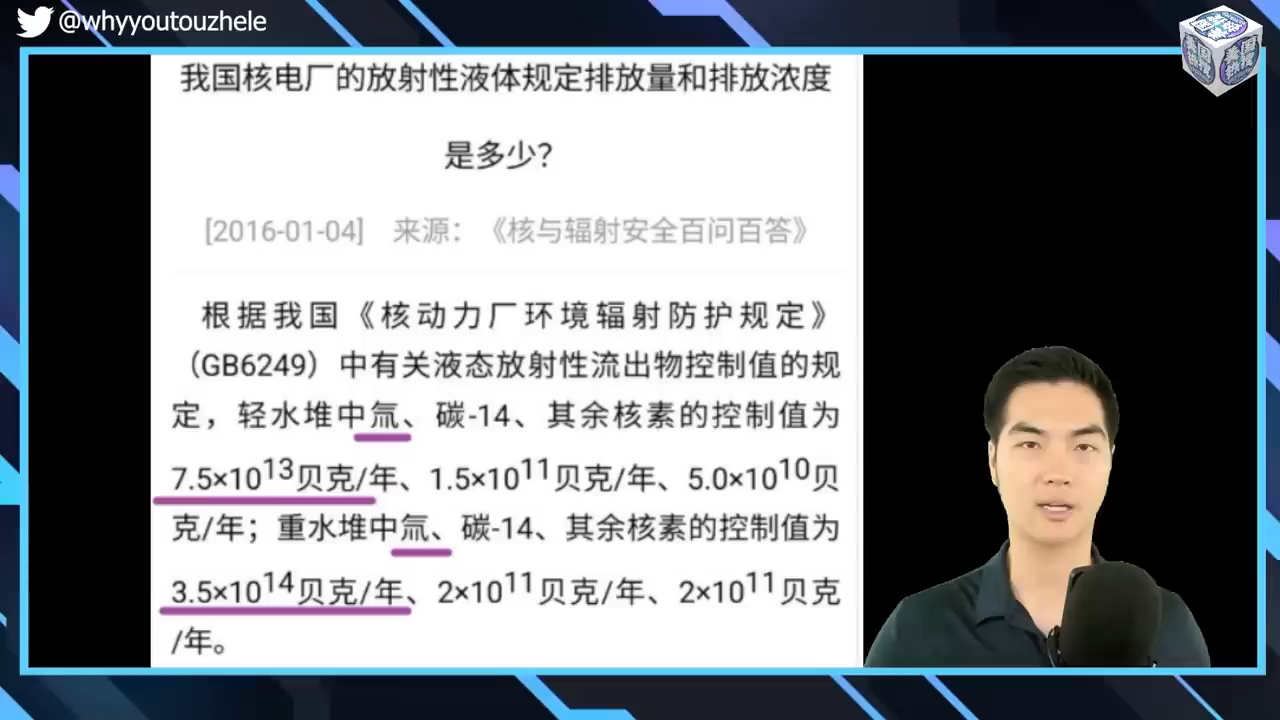 @whyyoutouzhele
我国核电厂的放射性液体规定排放量和排放浓度
是多少？
[2016-01-04] 来源：《核与辐射安全百问百答》
根据我国《核动力厂环境辐射防护规定》
（GB6249）中有关液态放射性流出物控制值的规
定，轻水堆中氚、碳-14、其余核素的控制值为
7.5×10¹³贝克/年、1.5×10¹¹贝克/年、5.0×10¹⁰贝
克/年；重水堆中氚、碳-14、其余核素的控制值为
3.5×10¹⁴贝克/年、2×10¹¹贝克/年、2×10¹¹贝克
/年。